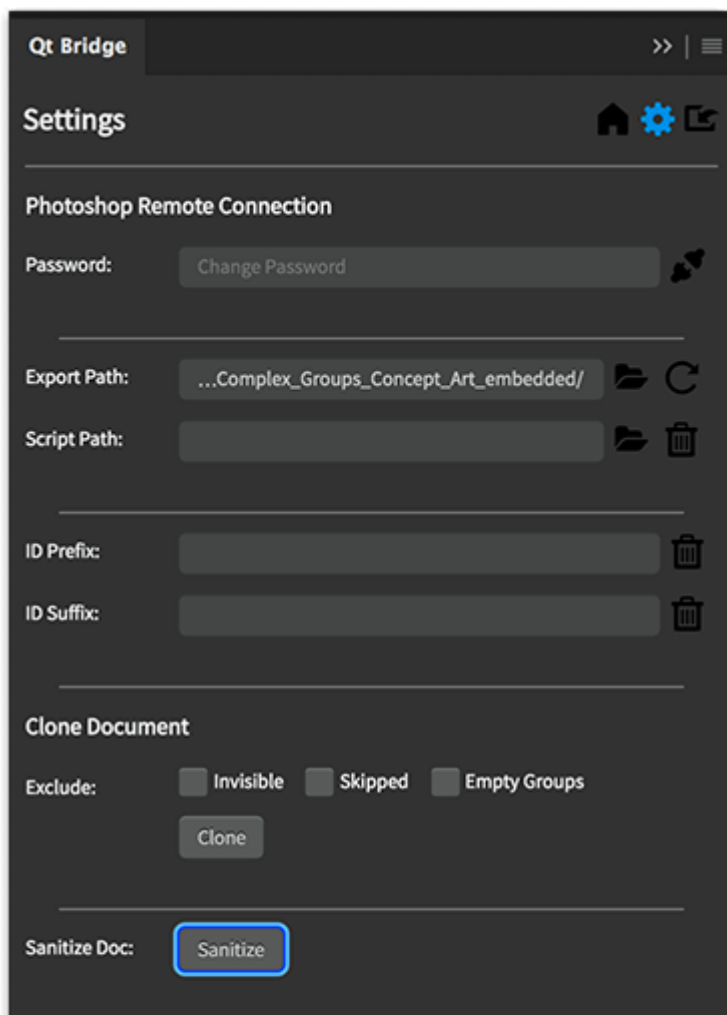 Qt Bridge
Settings
Photoshop Remote Connection
Password: Change Password
Export Path: ...Complex_Groups_Concept_Art_embedded/
Script Path:
ID Prefix:
ID Suffix:
Clone Document
Exclude: Invisible Skipped Empty Groups
Clone
Sanitize Doc: Sanitize